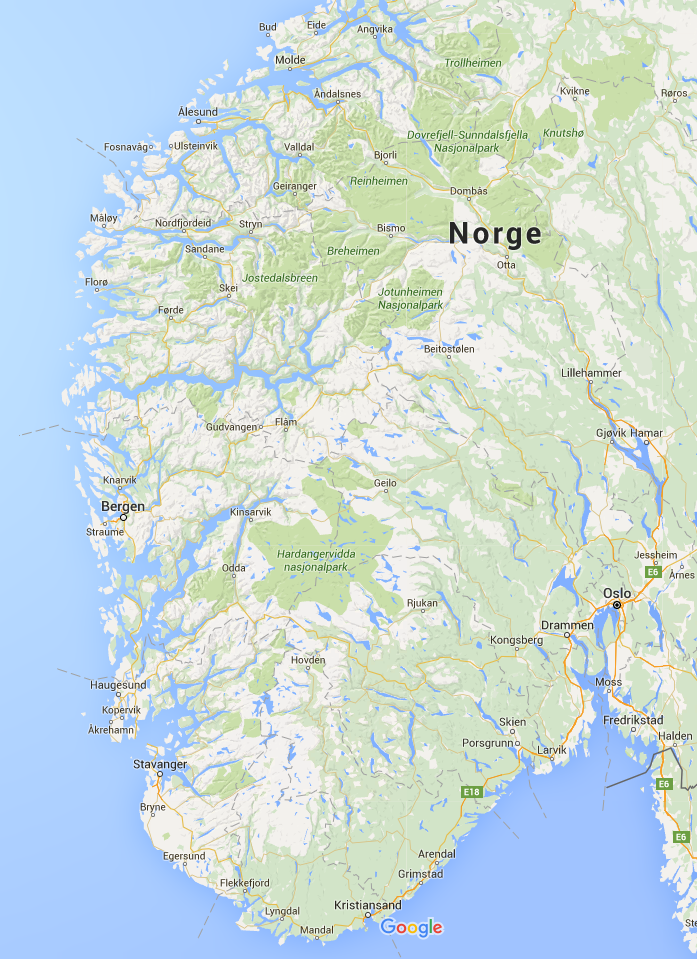 Bud
Eide
Angvika
Molde
Trollheimen
Åndalsnes
Kvikne
Røros
Ålesund
Fosnavåg
Ulsteinvik
Valldal
Dovrefjell-Sunndalsfjella
Nasjonalpark
Knutshø
Bjorli
Geiranger
Reinheimen
Dombås
Måløy
Nordfjordeid
Stryn
Bismo
Norge
Sandane
Breheimen
Otta
Florø
Skei
Jostedalsbreen
Jotunheimen
Nasjonalpark
Førde
Beitostølen
Lillehammer
Gudvangen
Flåm
Gjøvik
Hamar
Knarvik
Geilo
Bergen
Kinsarvik
Straume
Hardangervidda
nasjonalpark
Odda
Jessheim
E6
Årnes
Oslo
Rjukan
Drammen
Kongsberg
Hovden
Haugesund
Moss
Kopervik
Åkrehamn
Skien
Fredrikstad
Porsgrunn
Larvik
Halden
Stavanger
E6
E18
Bryne
E6
Egersund
Arendal
Grimstad
Flekkefjord
Lyngdal
Kristiansand
Mandal
Google